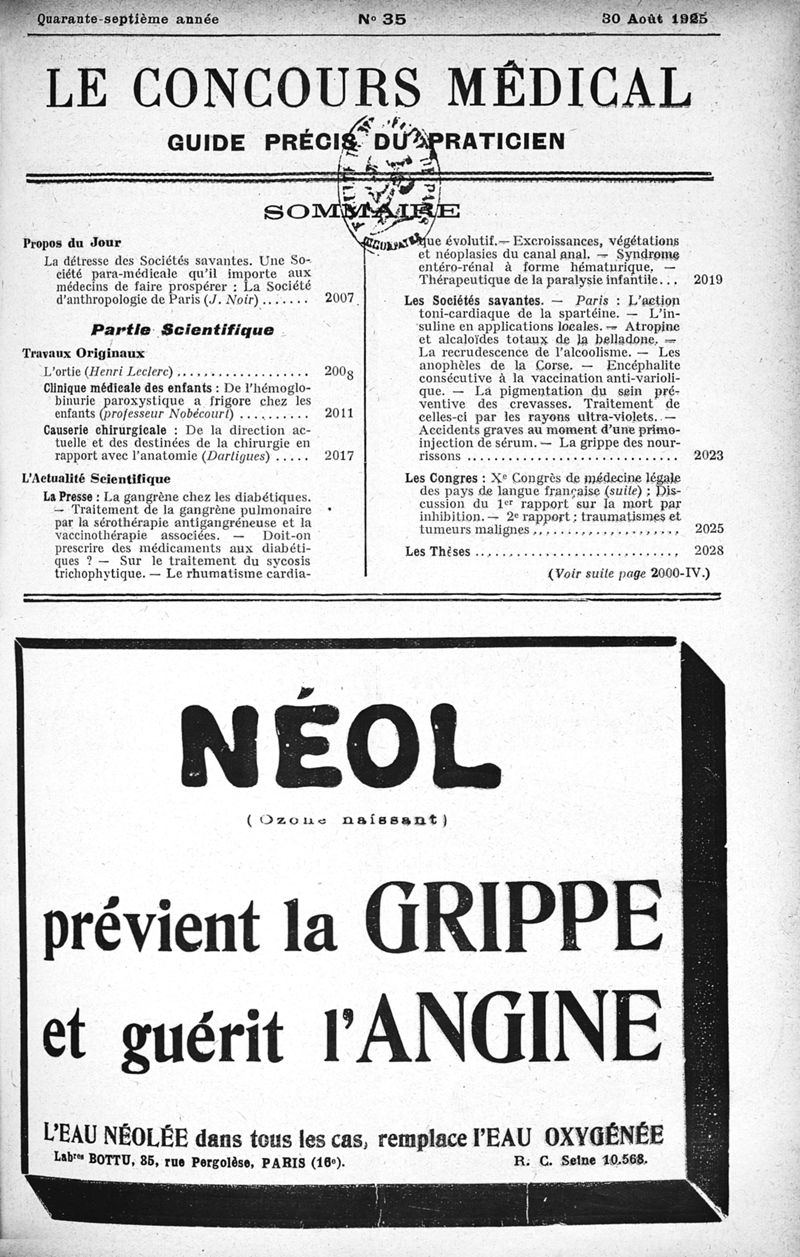 Quarante-septième année
N° 35
30 Août 1925
LE CONCOURS MÉDICAL
GUIDE PRÉCIS DU PRATICIEN
SOMMAIRE
Propos du Jour
La détresse des Sociétés savantes. Une So-
ciété para-médicale qu'il importe aux
médecins de faire prospérer : La Société
d'anthropologie de Paris (J. Noir) ....... 2007
Partie Scientifique
Travaux Originaux
L'ortie (Henri Leclerc) .................. 2008
Clinique médicale des enfants : De l'hémoglo-
binurie paroxystique a frigore chez les
enfants (professeur Nobécourt) .......... 2011
Causerie chirurgicale : De la direction ac-
tuelle et des destinées de la chirurgie en
rapport avec l'anatomie (Dartigues) ..... 2017
L'Actualité Scientifique
La Presse : La gangrène chez les diabétiques.
— Traitement de la gangrène pulmonaire
par la sérothérapie antigangréneuse et la
vaccinothérapie associées. — Doit-on
prescrire des médicaments aux diabéti-
ques ? — Sur le traitement du sycosis
trichophytique. — Le rhumatisme cardia-
que évolutif. — Excroissances, végétations
et néoplasies du canal anal. — Syndrome
entéro-rénal à forme hématurique. —
Thérapeutique de la paralysie infantile... 2019
Les Sociétés savantes. — Paris : L'action
toni-cardiaque de la spartéine. — L'in-
suline en applications locales. — Atropine
et alcaloïdes totaux de la belladone. —
La recrudescence de l'alcoolisme. — Les
anophèles de la Corse. — Encéphalite
consécutive à la vaccination anti-varioli-
que. — La pigmentation du sein pré-
ventive des crevasses. Traitement de
celles-ci par les rayons ultra-violets. —
Accidents graves au moment d'une primo-
injection de sérum. — La grippe des nour-
rissons ............................. 2023
Les Congres : Xe Congrès de médecine légale
des pays de langue française (suite) ; Dis-
cussion du 1er rapport sur la mort par
inhibition. — 2e rapport : traumatismes et
tumeurs malignes .................... 2025
Les Thèses ........................... 2028
(Voir suite page 2000-IV.)
NÉOL
(Ozone naissant)
prévient la GRIPPE
et guérit l'ANGINE
L'EAU NÉOLÉE dans tous les cas, remplace l'EAU OXYGÉNÉE
Labres BOTTU, 35, rue Pergolèse, PARIS (16e).
R. C. Seine 10.568.